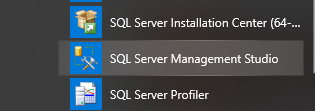 SQL Server Installation Center (64-...
SQL Server Management Studio
SQL Server Profiler